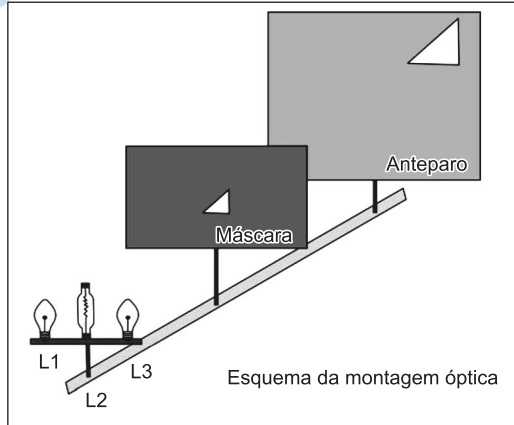 Anteparo
Máscara
L1
L3
L2
Esquema da montagem óptica